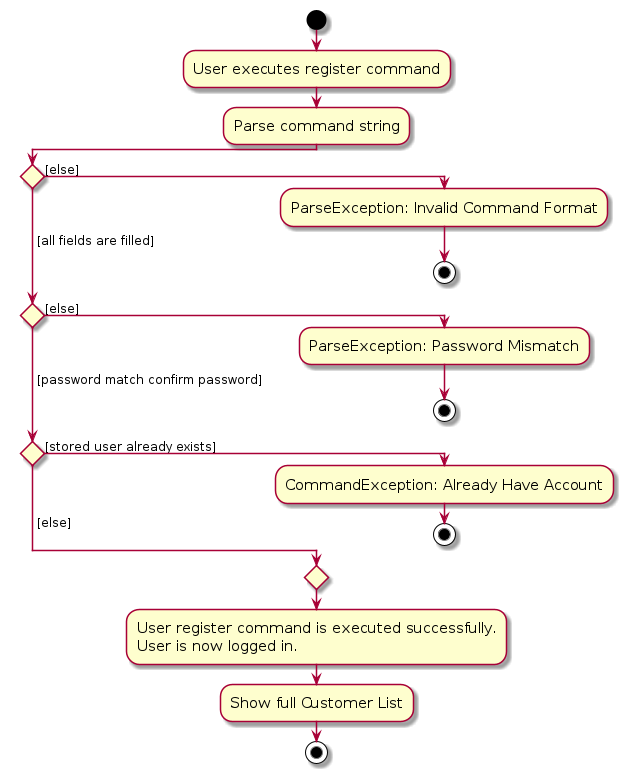 User executes register command
Parse command string
[else]
ParseException: Invalid Command Format
[all fields are filled]
[else]
ParseException: Password Mismatch
[password match confirm password]
[stored user already exists]
CommandException: Already Have Account
[else]
User register command is executed successfully.
User is now logged in.
Show full Customer List